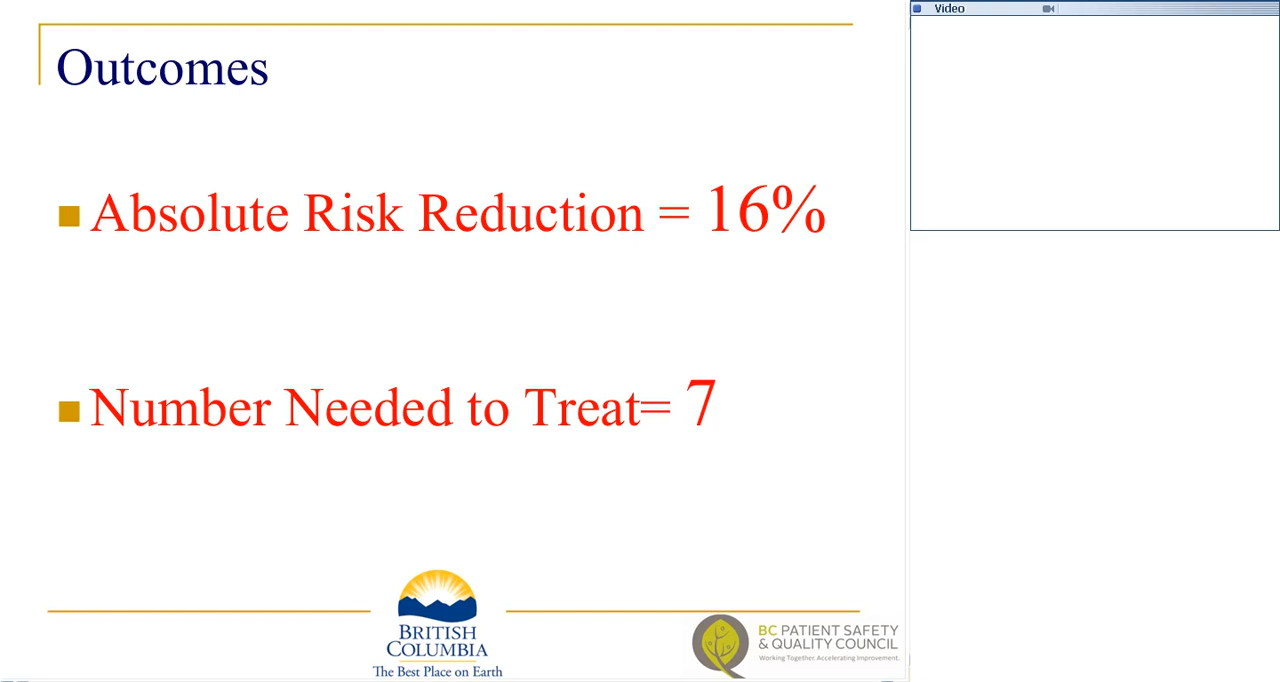 Video
Outcomes
Absolute Risk Reduction = 16%
Number Needed to Treat= 7
BRITISH
COLUMBIA
The Best Place on Earth
BC PATIENT SAFETY
& QUALITY COUNCIL
Working Together. Accelerating Improvement.